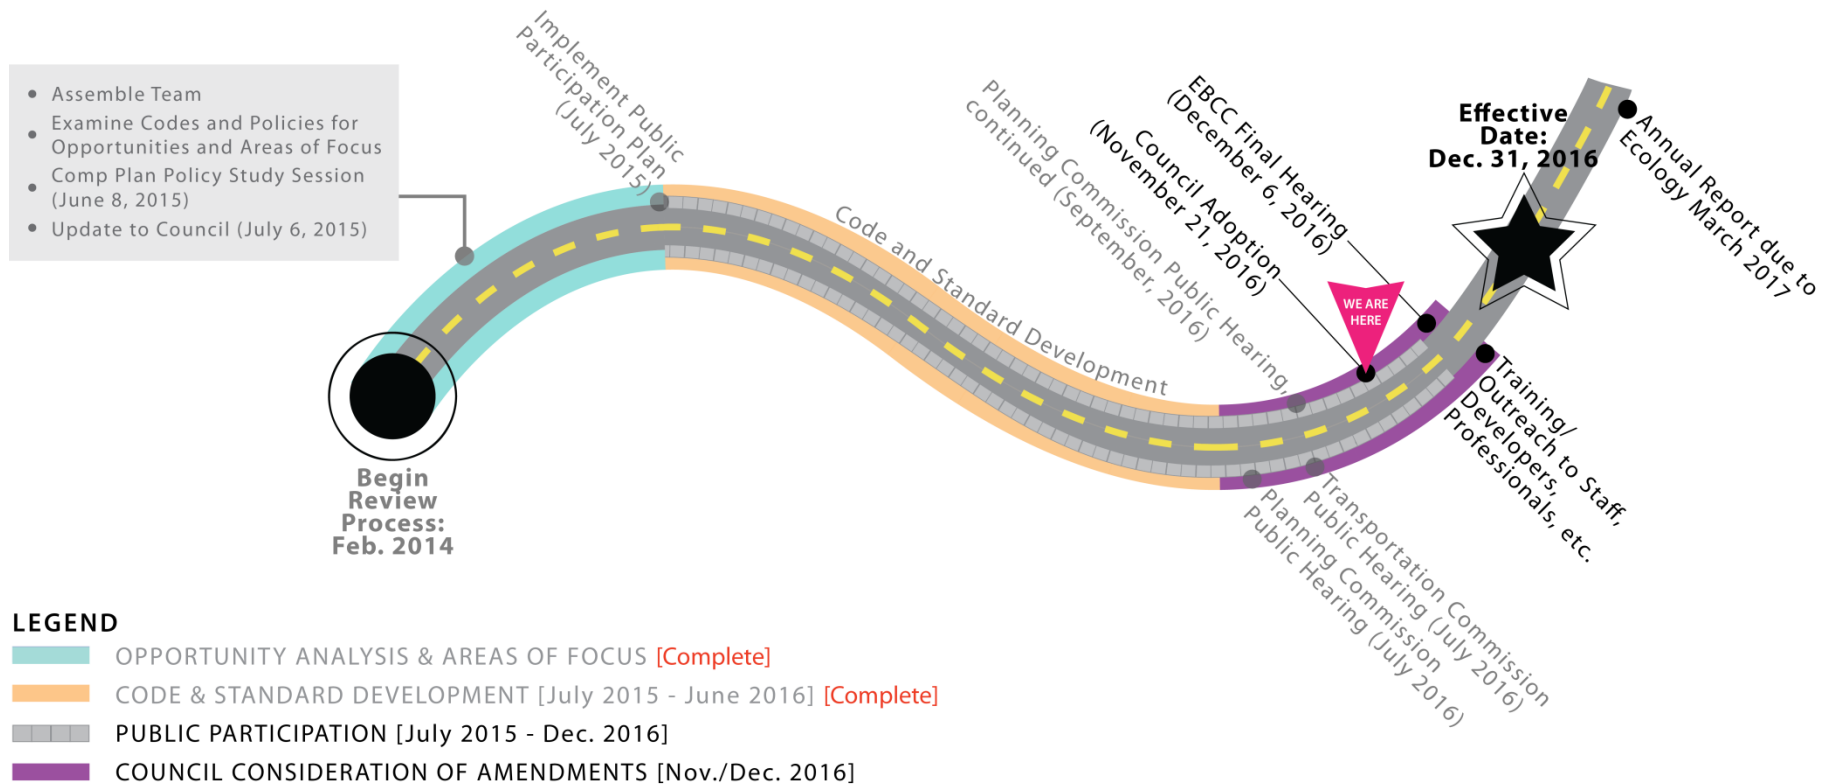 Assemble Team
Examine Codes and Policies for
Opportunities and Areas of Focus
Comp Plan Policy Study Session
(June 8, 2015)
Update to Council (July 6, 2015)
Begin
Review
Process:
Feb. 2014
Implement Public
Participation Plan
(July 2015)
Code and Standard Development
Planning Commission Public Hearing,
continued (September, 2016)
Council Adoption
(November 21, 2016)
EBCC Final Hearing
(December 6, 2016)
WE ARE
HERE
Effective
Date:
Dec. 31, 2016
Annual Report due to
Ecology March 2017
Training/
Outreach to Staff,
Developers,
Professionals, etc.
Transportation Commission
Public Hearing (July 2016)
Planning Commission
Public Hearing (July 2016)
LEGEND
OPPORTUNITY ANALYSIS & AREAS OF FOCUS [Complete]
CODE & STANDARD DEVELOPMENT [July 2015 - June 2016] [Complete]
PUBLIC PARTICIPATION [July 2015 - Dec. 2016]
COUNCIL CONSIDERATION OF AMENDMENTS [Nov./Dec. 2016]